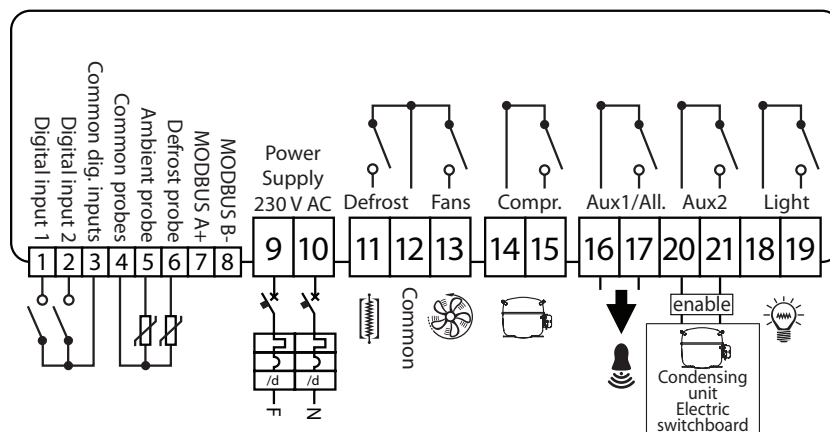 Digital input 1
Digital input 2
Common dig. inputs
Common probes
Ambient probe
Defrost probe
MODBUS A+
MODBUS B-
Power
Supply
230 V AC
Defrost
Fans
Compr.
Aux1/All.
Aux2
Light
1 2 3 4 5 6 7 8
9 10
11 12 13
14 15
16 17 20 21 18 19
Common
enable
/d /d
F N
Condensing
unit
Electric
switchboard